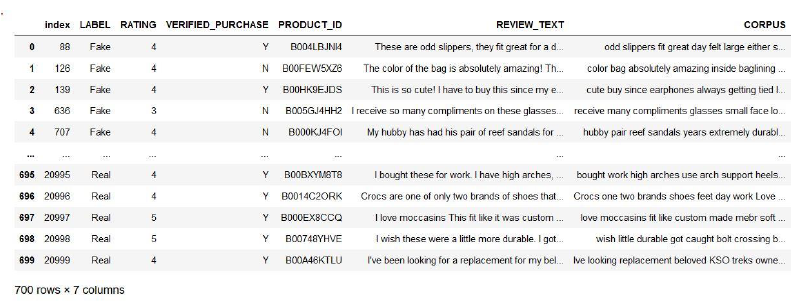 index LABEL RATING VERIFIED_PURCHASE PRODUCT_ID REVIEW_TEXT CORPUS
0 88 Fake 4 Y B004LBJNI4 These are odd slippers, they fit great for a d... odd slippers fit great day felt large either s...
1 126 Fake 4 N B00FEW5XZ6 The color of the bag is absolutely amazing! Th... color bag absolutely amazing inside baglining ...
2 139 Fake 4 Y B00HK9EJDS This is so cute! I have to buy this since my e... cute buy since earphones always getting tied l...
3 636 Fake 3 N B005GJ4HH2 I receive so many compliments on these glasses... receive many compliments glasses small face lo...
4 707 Fake 4 N B000KJ4FOI My hubby has had his pair of reef sandals for ... hubby pair reef sandals years extremely durabl...
... ... ... ... ... ... ... ...
695 20995 Real 4 Y B00BXYM8T8 I bought these for work. I have high arches, ... bought work high arches use arch support heels...
696 20996 Real 4 Y B0014C2ORK Crocs are one of only two brands of shoes that... Crocs one two brands shoes feet day work Love ...
697 20997 Real 5 Y B000EX8CCQ I love moccasins This fit like it was custom ... love moccasins fit like custom made mebr soft ...
698 20998 Real 5 Y B00748YHVE I wish these were a little more durable. I got... wish little durable got caught bolt crossing b...
699 20999 Real 4 Y B00A46KTLU I've been looking for a replacement for my bel... Ive looking replacement beloved KSO treks owne...
700 rows × 7 columns